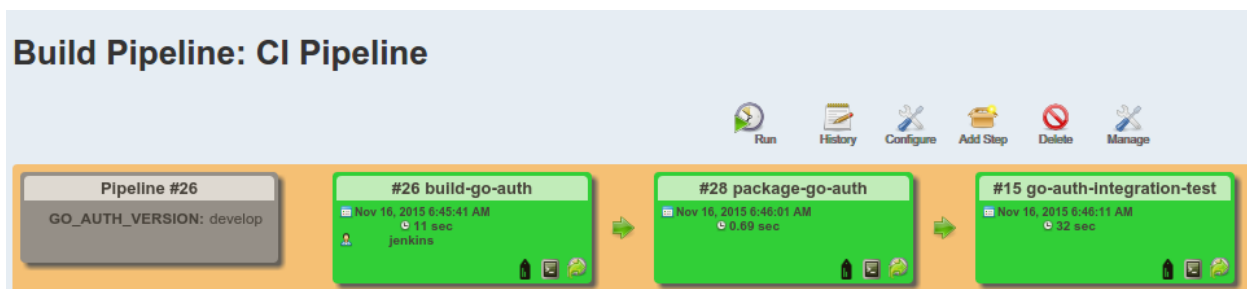 Build Pipeline: CI Pipeline
Run History Configure Add Step Delete Manage
Pipeline #26
GO_AUTH_VERSION: develop
#26 build-go-auth
Nov 16, 2015 6:45:41 AM
11 sec
jenkins
#28 package-go-auth
Nov 16, 2015 6:46:01 AM
0.69 sec
#15 go-auth-integration-test
Nov 16, 2015 6:46:11 AM
32 sec